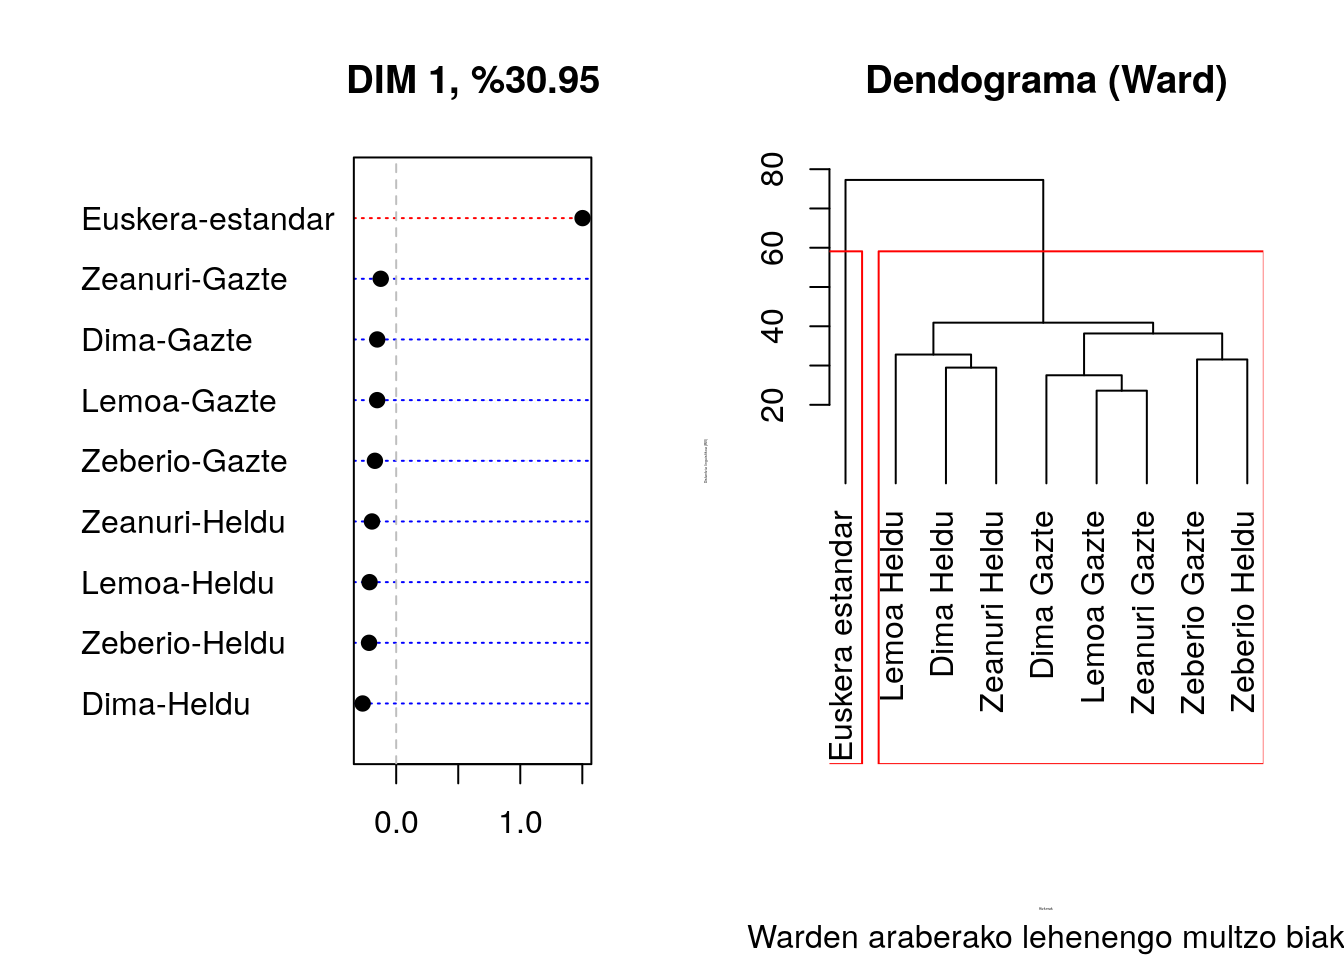 DIM 1, %30.95
Euskera-estandar
Zeanuri-Gazte
Dima-Gazte
Lemoa-Gazte
Zeberio-Gazte
Zeanuri-Heldu
Lemoa-Heldu
Zeberio-Heldu
Dima-Heldu
0.0
1.0
Dendograma (Ward)
80
60
40
20
Euskera estandar
Lemoa Heldu
Dima Heldu
Zeanuri Heldu
Dima Gazte
Lemoa Gazte
Zeanuri Gazte
Zeberio Gazte
Zeberio Heldu
Warden araberako lehenengo multzo biak